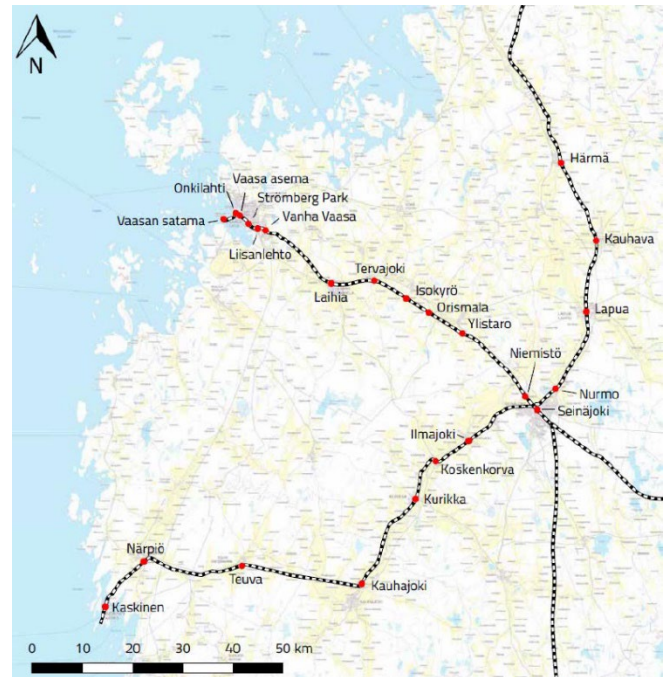 N
Härmä
Vaasa asema
Onkilahti
Strömberg Park
Vaasan satama
Vanha Vaasa
Kauhava
Liisanlehto
Tervajoki
Laihia
Isokyrö
Orismala
Lapua
Ylistaro
Niemistö
Nurmo
Seinäjoki
Ilmajoki
Koskenkorva
Kurikka
Närpiö
Teuva
Kauhajoki
Kaskinen
0 10 20 30 40 50 km